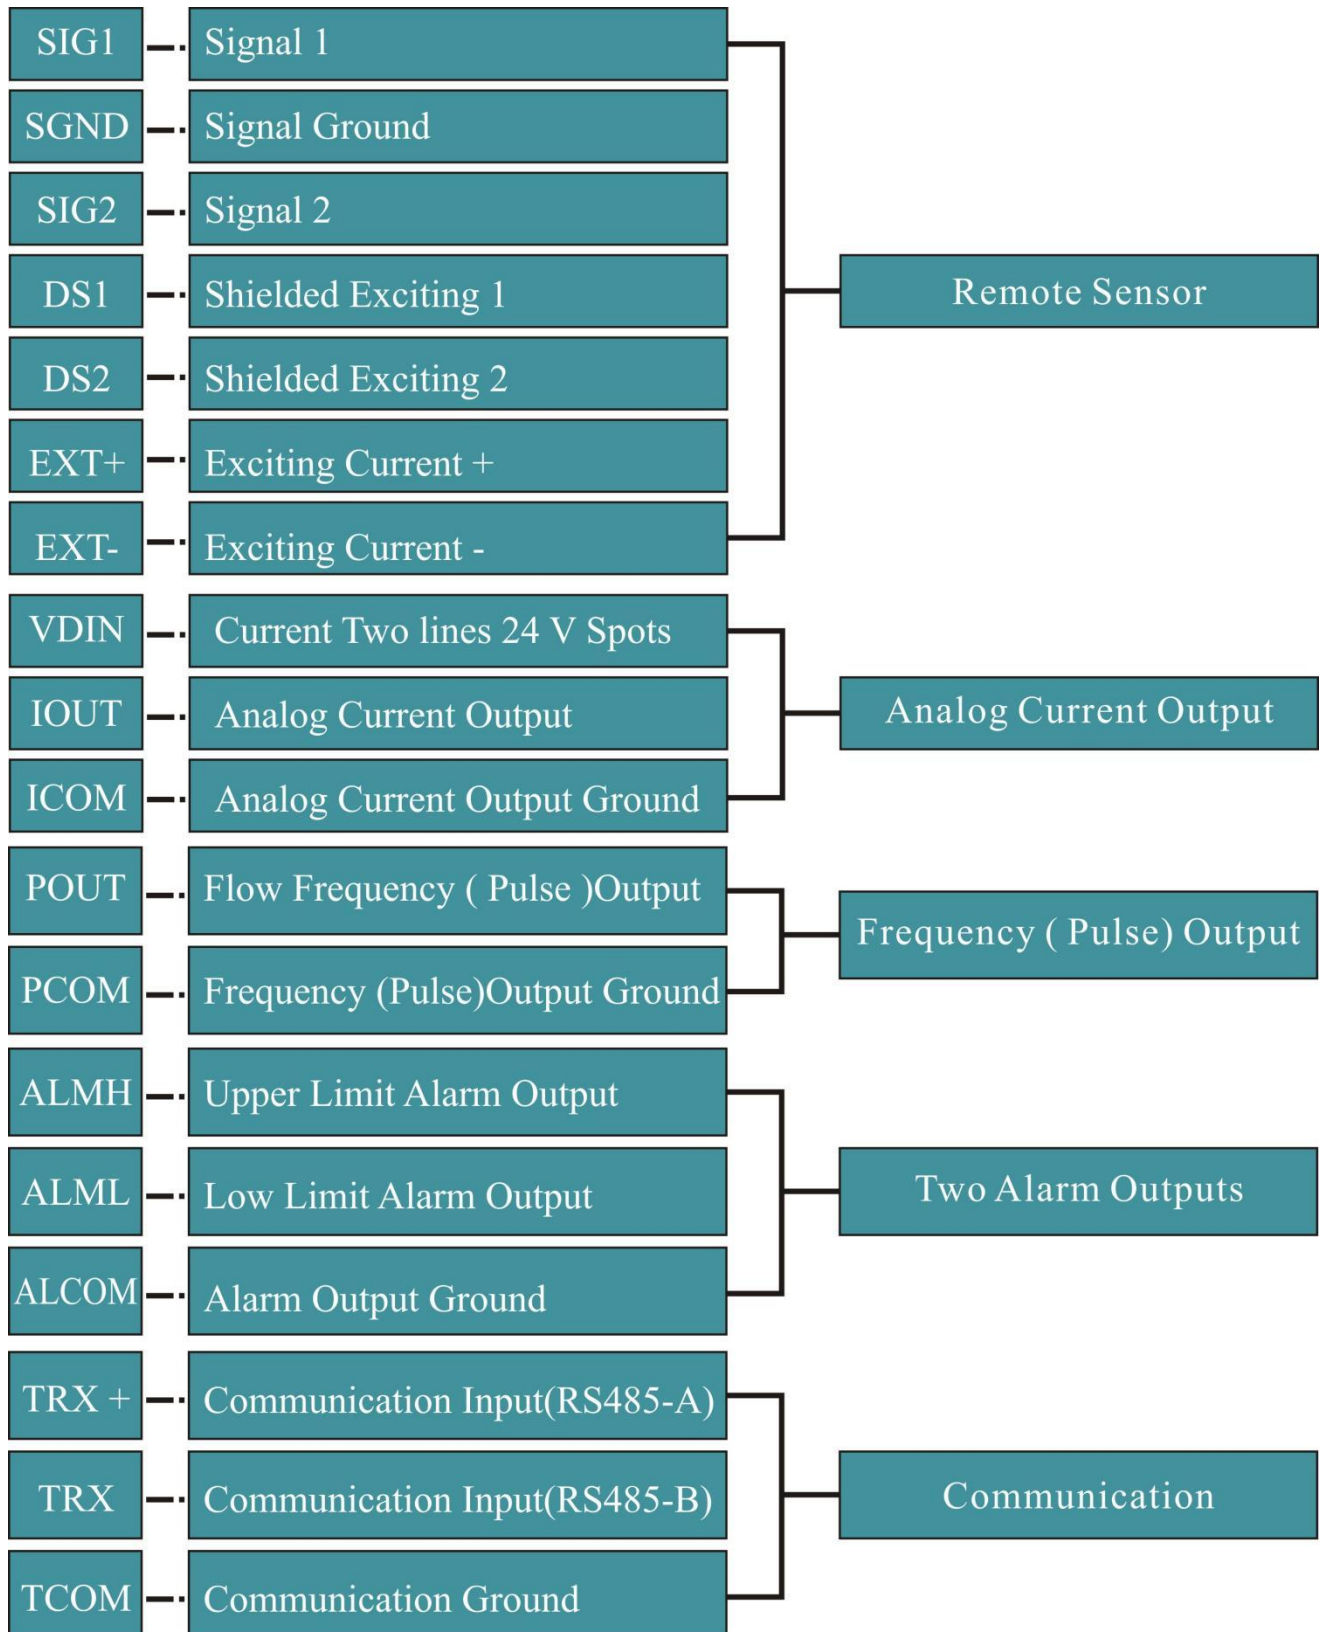 SIG1 Signal 1
SGND Signal Ground
SIG2 Signal 2
DS1 Shielded Exciting 1
Remote Sensor
DS2 Shielded Exciting 2
EXT+ Exciting Current +
EXT- Exciting Current -
VDIN Current Two lines 24 V Spots
IOUT Analog Current Output
Analog Current Output
ICOM Analog Current Output Ground
POUT Flow Frequency ( Pulse )Output
Frequency ( Pulse) Output
PCOM Frequency (Pulse)Output Ground
ALMH Upper Limit Alarm Output
ALML Low Limit Alarm Output
Two Alarm Outputs
ALCOM Alarm Output Ground
TRX + Communication Input(RS485-A)
TRX Communication Input(RS485-B)
Communication
TCOM Communication Ground